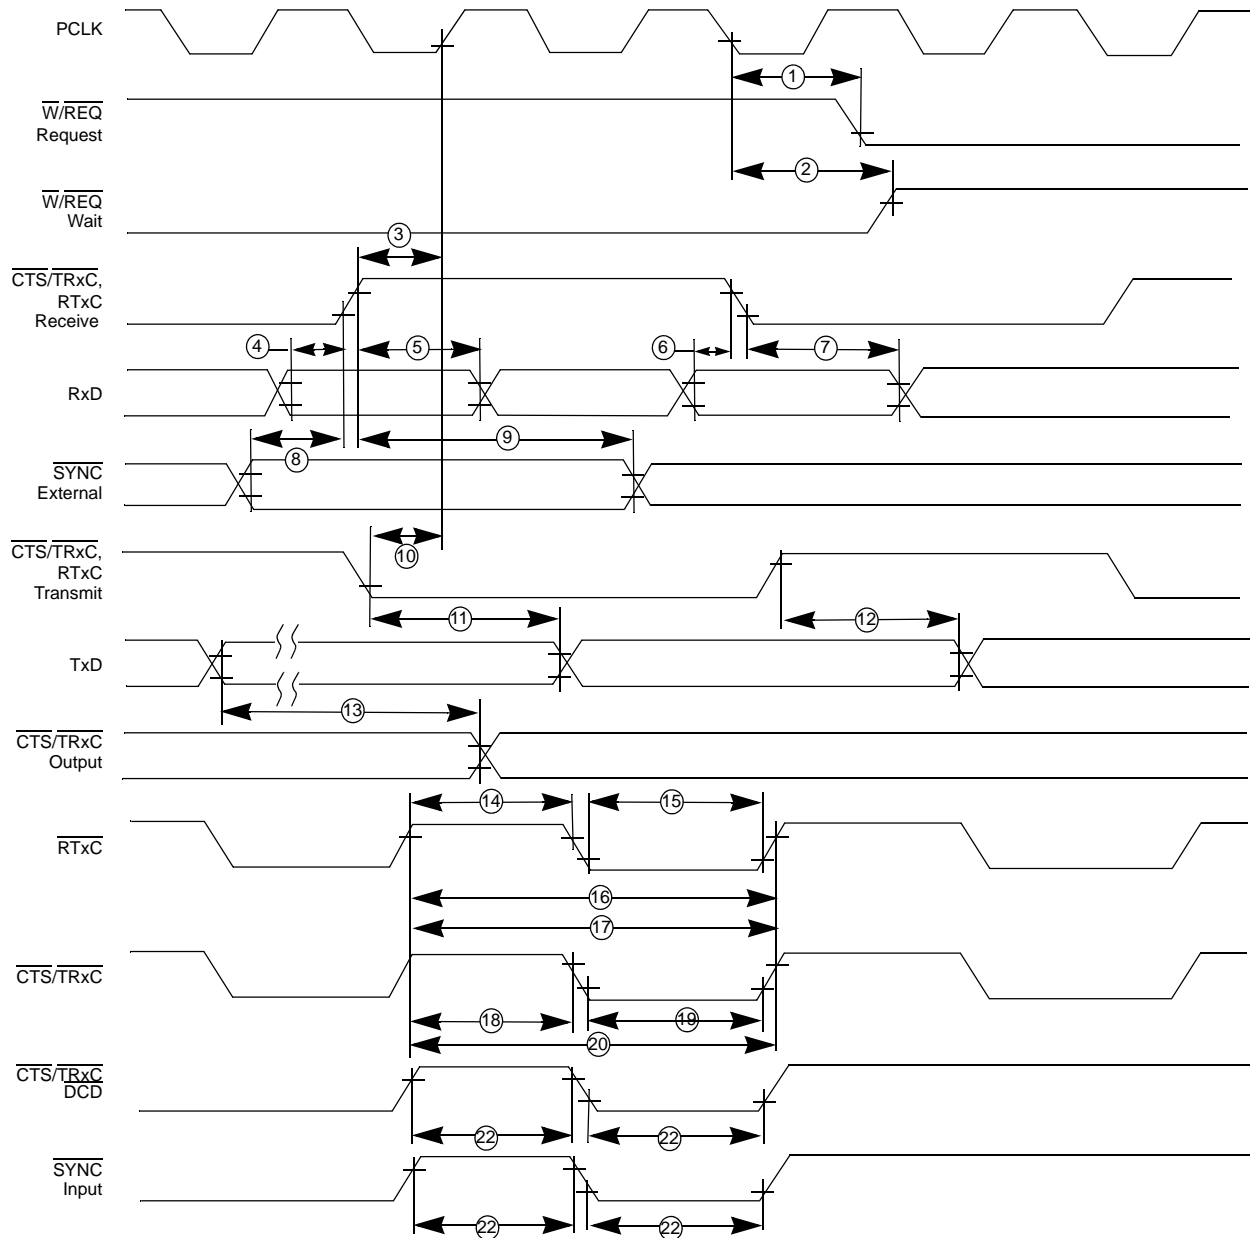 PCLK
1
W/REQ
Request
2
W/REQ
Wait
3
CTS/TRxC,
RTxC
Receive
4
5
6
7
RxD
8
9
SYNC
External
CTS/TRxC,
RTxC
Transmit
10
11
12
TxD
13
CTS/TRxC
Output
14
15
RTxC
16
17
CTS/TRxC
18
19
20
CTS/TRxC
DCD
22
22
SYNC
Input
22
22